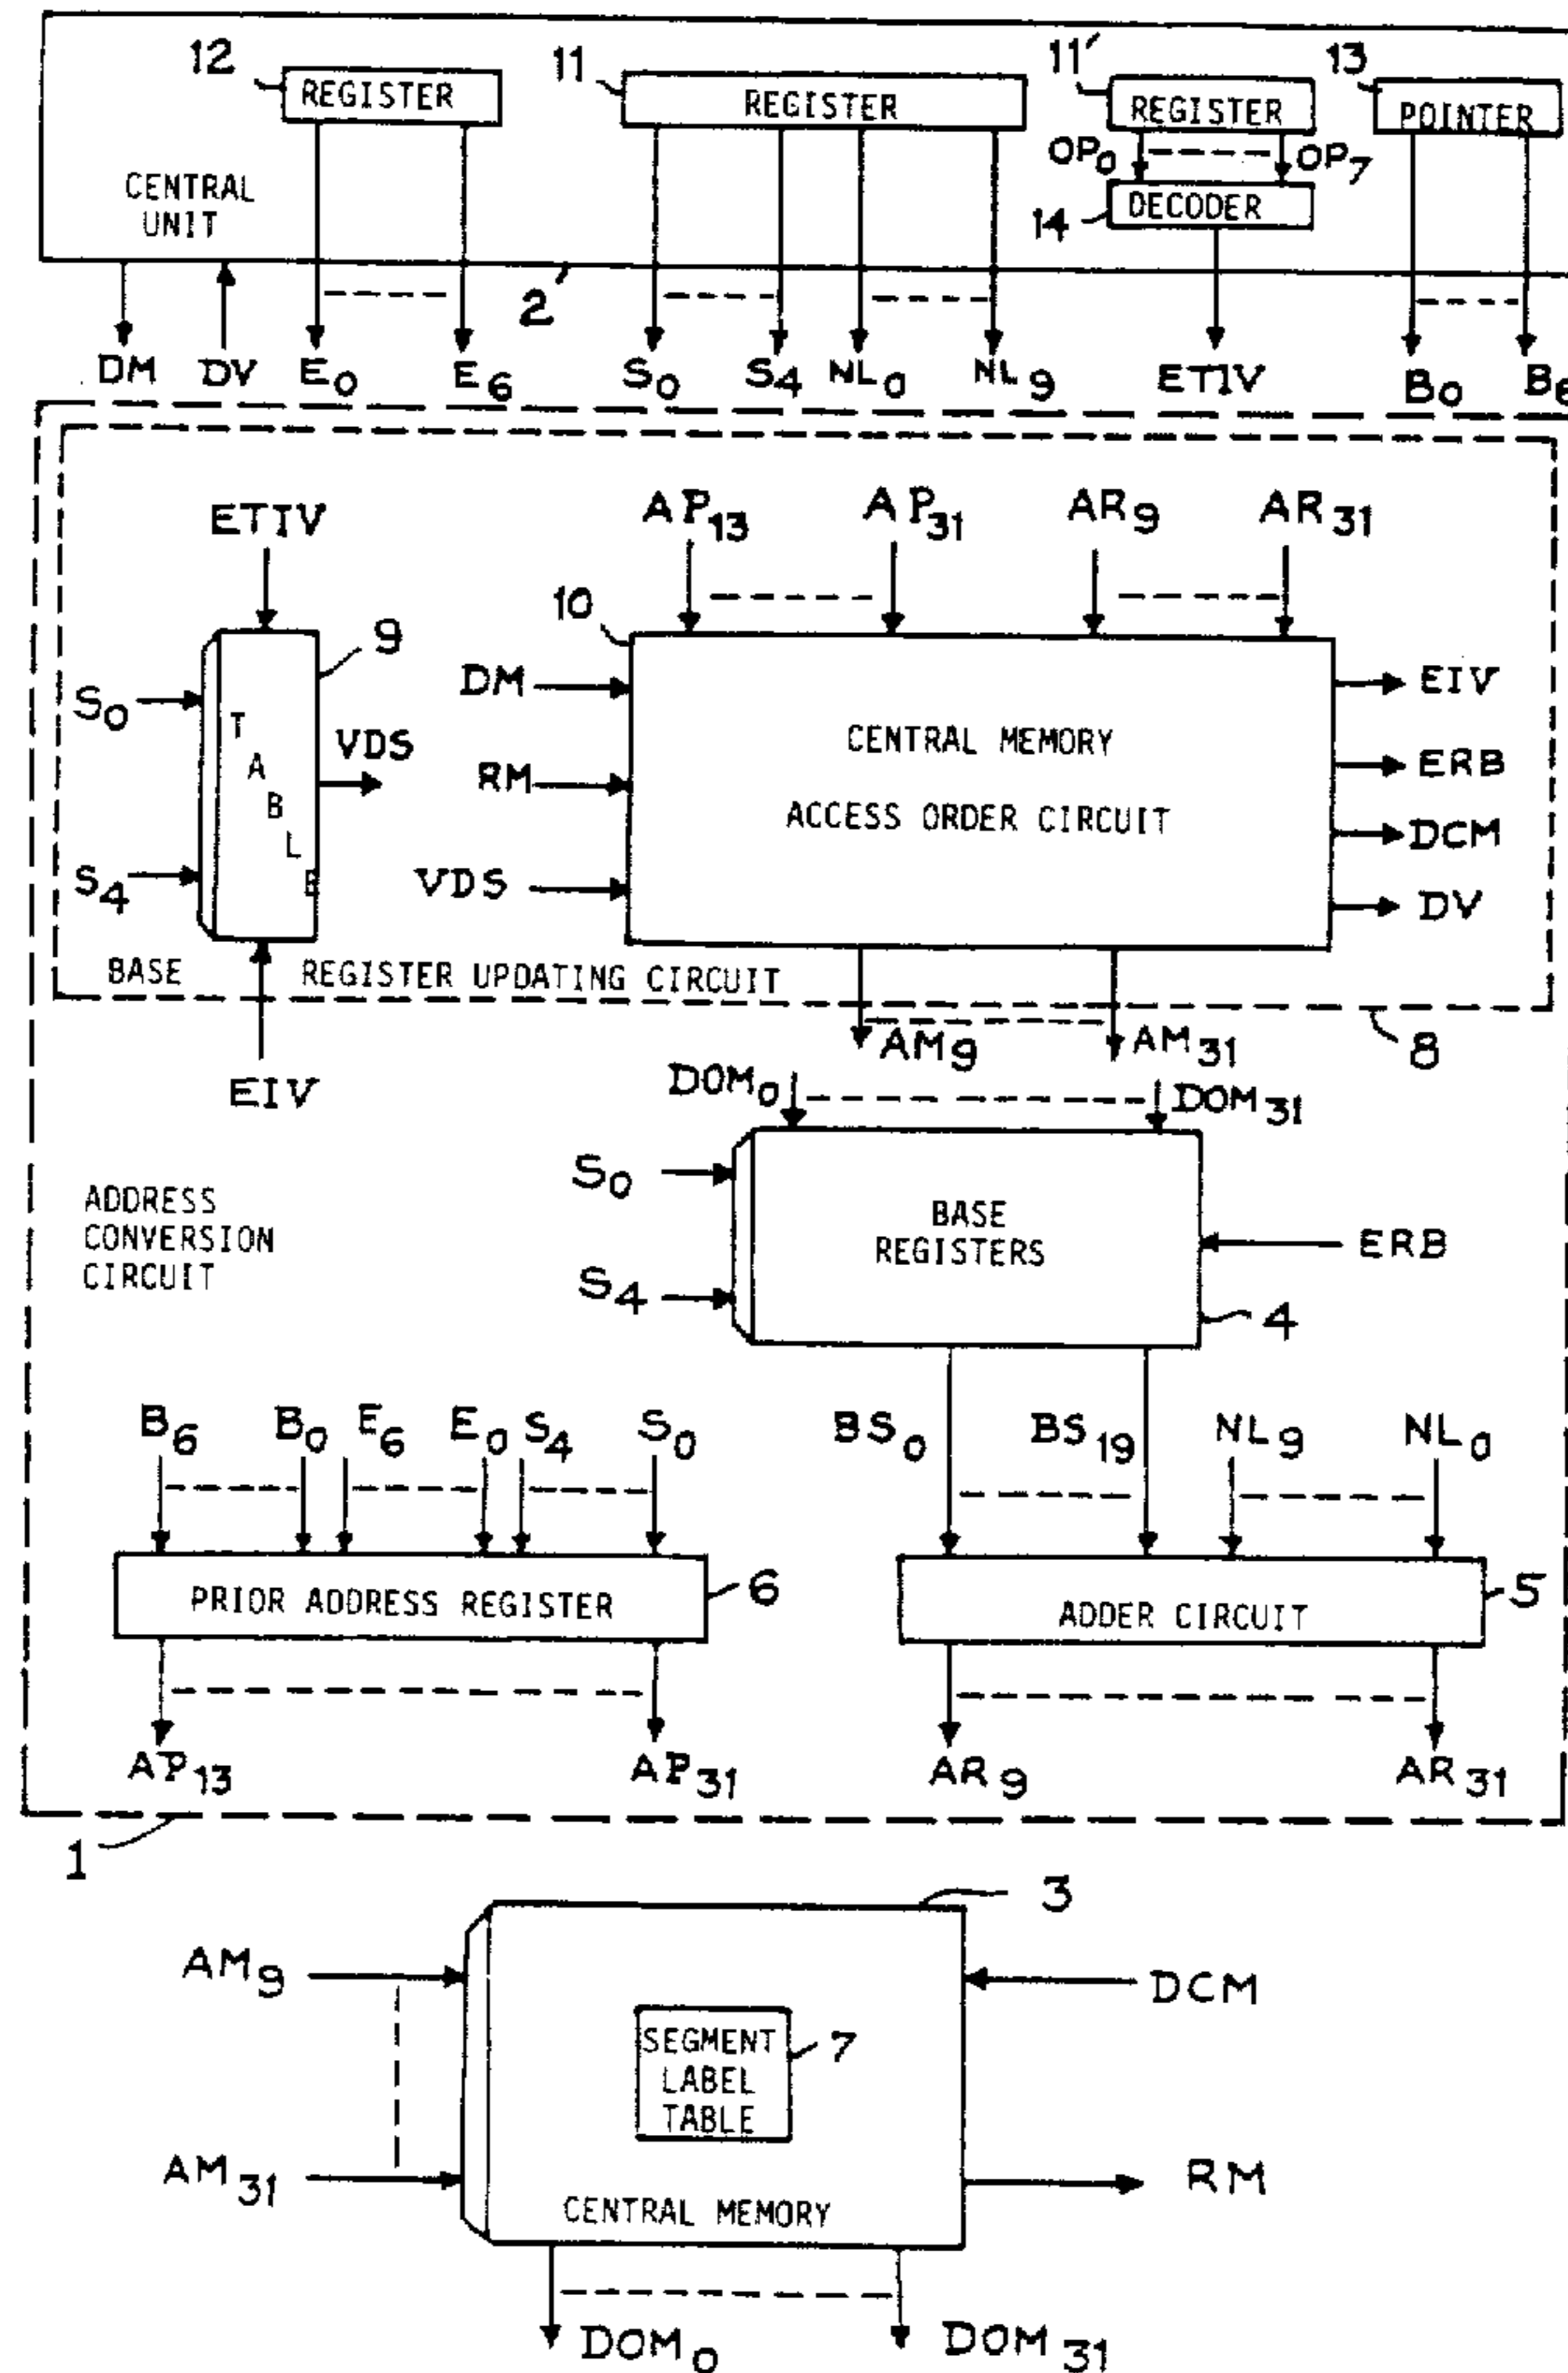 12 11 11′ 13
REGISTER REGISTER REGISTER POINTER
OP0 OP7
CENTRAL
UNIT
14 DECODER
2
DM DV E0 E6 S0 S4 NL0 NL9 ETIV B0 B6
ETIV AP13 AP31 AR9 AR31
10
9
S0 DM EIV
TABLE
VDS CENTRAL MEMORY
RM ERB
ACCESS ORDER CIRCUIT
DCM
S4 VDS DV
BASE REGISTER UPDATING CIRCUIT
AM9 AM31 8
EIV DOM0 DOM31
S0
ADDRESS
CONVERSION
CIRCUIT
BASE
REGISTERS
ERB
S4 4
B6 B0 E6 E0 S4 S0 BS0 BS19 NL9 NL0
PRIOR ADDRESS REGISTER 6 ADDER CIRCUIT 5
AP13 AP31 AR9 AR31
1
3
AM9 DCM
SEGMENT
LABEL
TABLE
7
AM31 RM
CENTRAL MEMORY
DOM0 DOM31